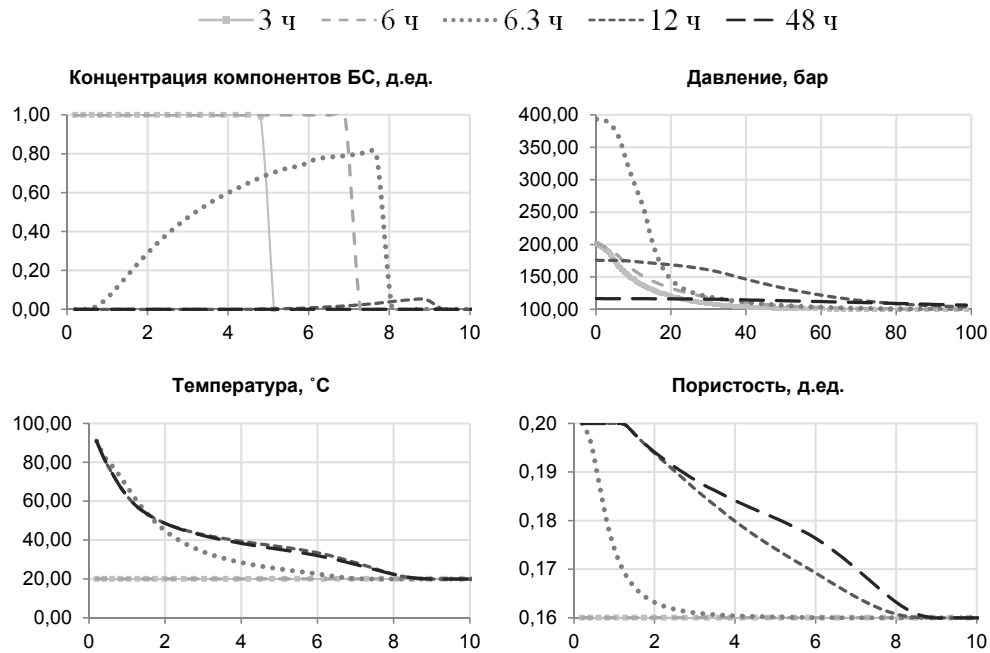 3 ч 6 ч 6.3 ч 12 ч 48 ч
Концентрация компонентов БС, д.ед.
1,00
0,80
0,60
0,40
0,20
0,00
0 2 4 6 8 10
Давление, бар
400,00
350,00
300,00
250,00
200,00
150,00
100,00
0 20 40 60 80 100
Температура, ˚С
100,00
80,00
60,00
40,00
20,00
0,00
0 2 4 6 8 10
Пористость, д.ед.
0,20
0,19
0,18
0,17
0,16
0 2 4 6 8 10